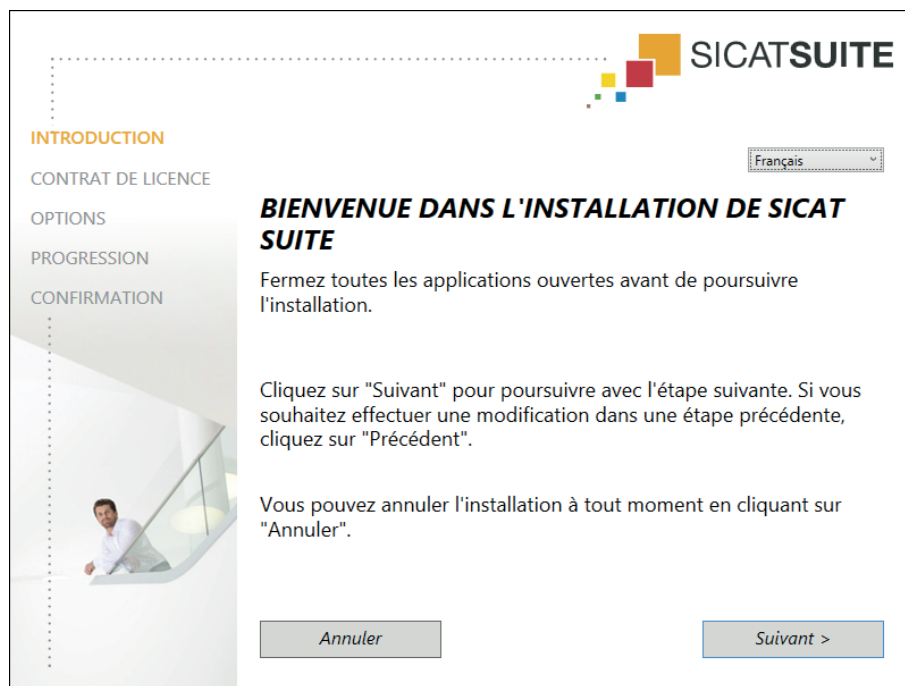 SICATSUITE
INTRODUCTION
CONTRAT DE LICENCE
OPTIONS
PROGRESSION
CONFIRMATION
Français
BIENVENUE DANS L'INSTALLATION DE SICAT
SUITE
Fermez toutes les applications ouvertes avant de poursuivre
l'installation.
Cliquez sur "Suivant" pour poursuivre avec l'étape suivante. Si vous
souhaitez effectuer une modification dans une étape précédente,
cliquez sur "Précédent".
Vous pouvez annuler l'installation à tout moment en cliquant sur
"Annuler".
Annuler
Suivant >